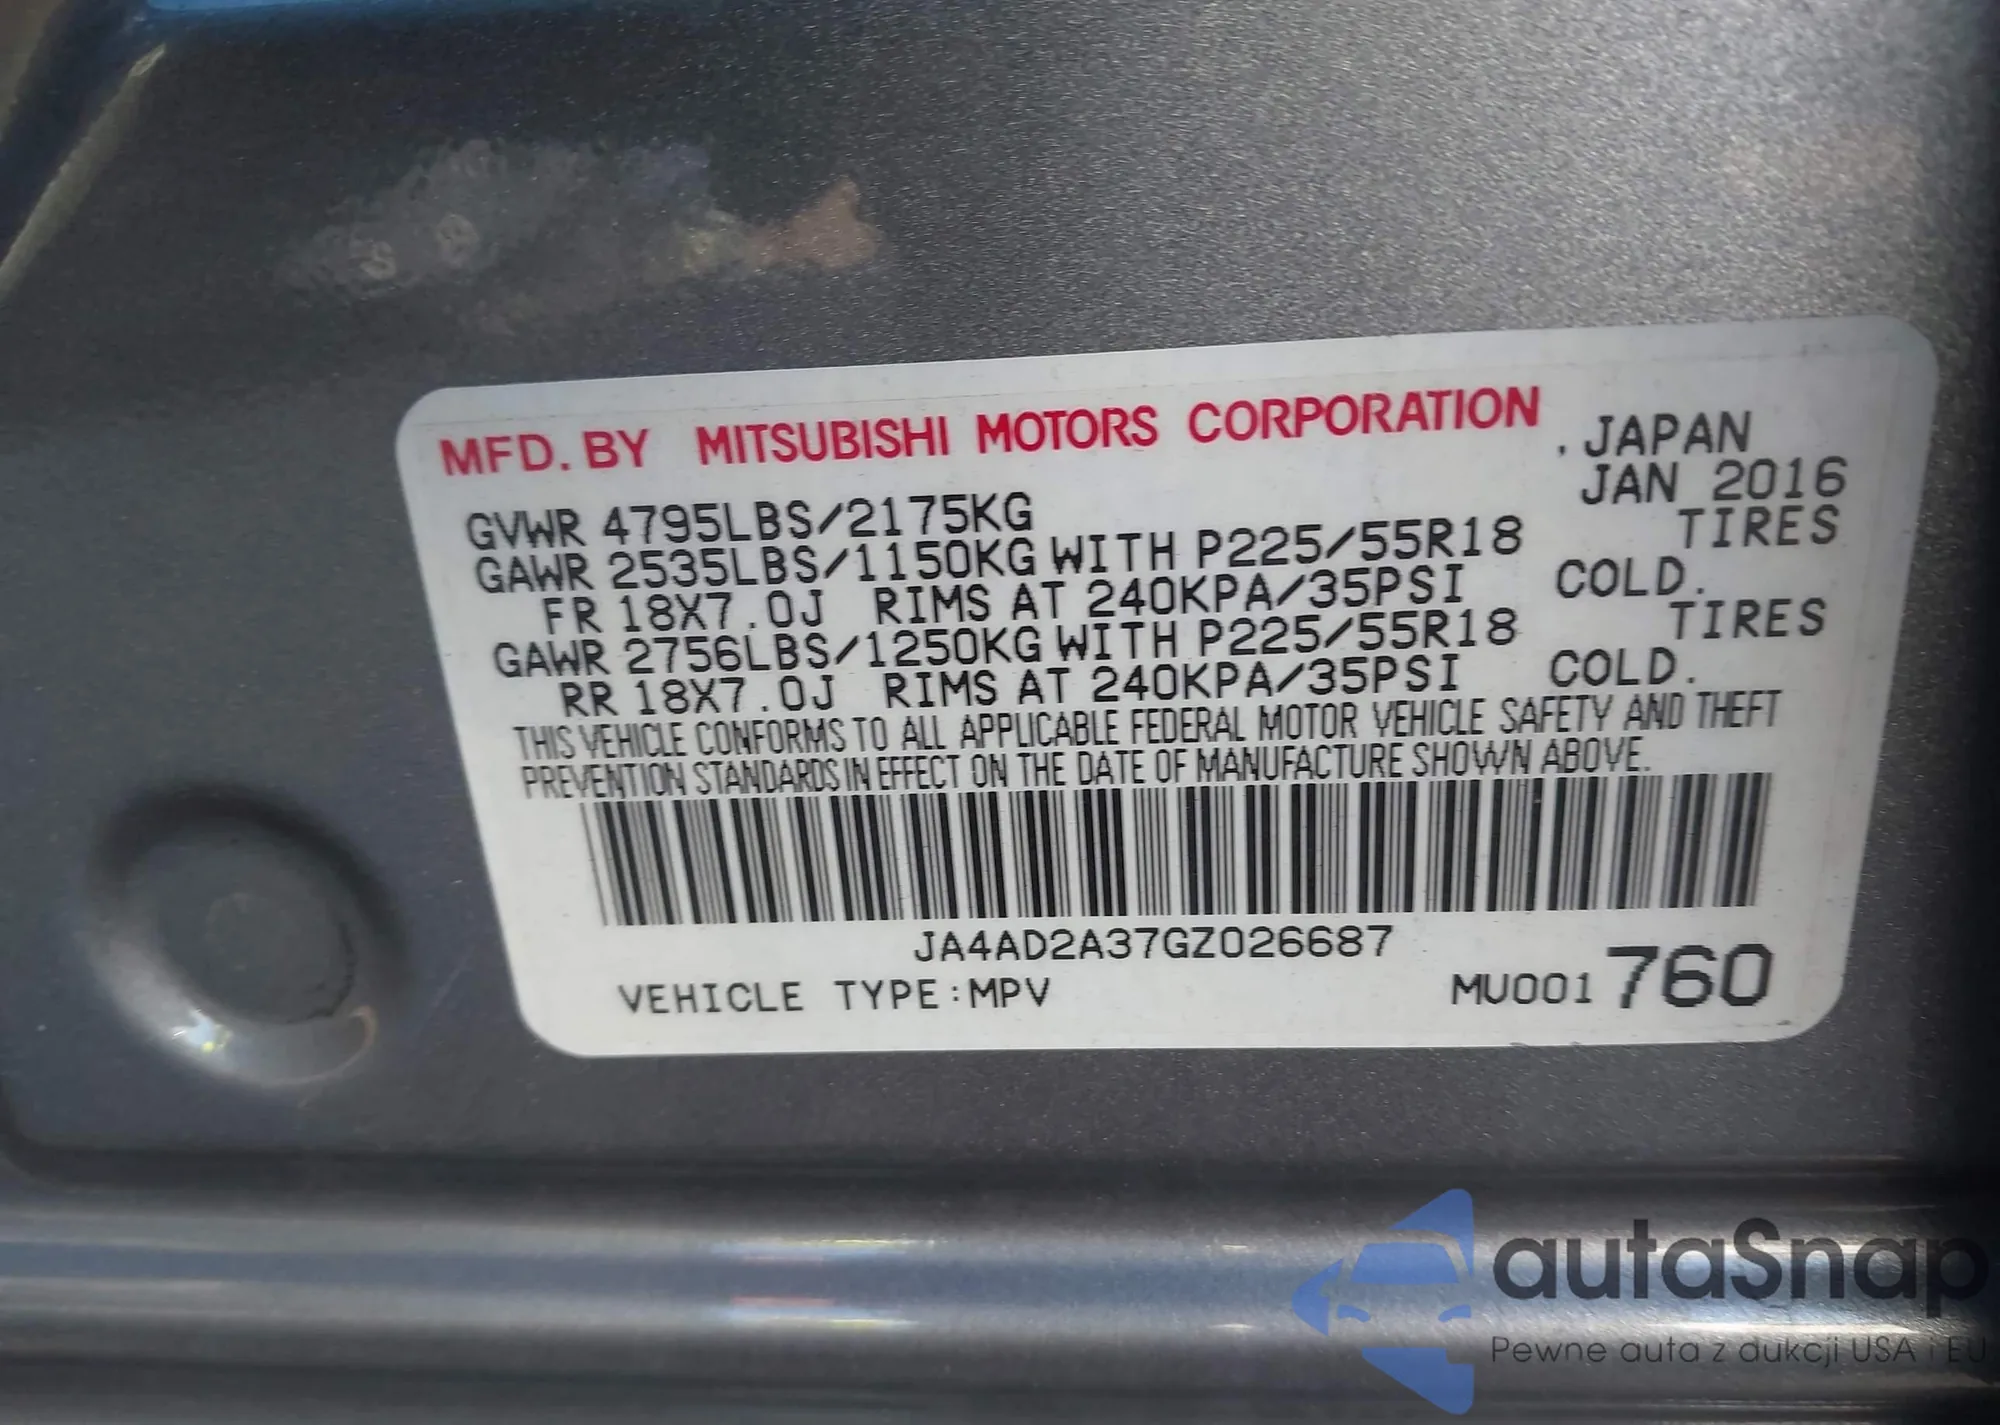 MFD. BY MITSUBISHI MOTORS CORPORATION , JAPAN
JAN 2016
GVWR 4795LBS/2175KG
GAWR 2535LBS/1150KG WITH P225/55R18 TIRES
FR 18X7.0J RIMS AT 240KPA/35PSI COLD.
GAWR 2756LBS/1250KG WITH P225/55R18 TIRES
RR 18X7.0J RIMS AT 240KPA/35PSI COLD.
THIS VEHICLE CONFORMS TO ALL APPLICABLE FEDERAL MOTOR VEHICLE SAFETY AND THEFT
PREVENTION STANDARDS IN EFFECT ON THE DATE OF MANUFACTURE SHOWN ABOVE.
JA4AD2A37GZ026687
VEHICLE TYPE:MPV MU001760
autaSnap
Pewne auta z dukcji USA i EU